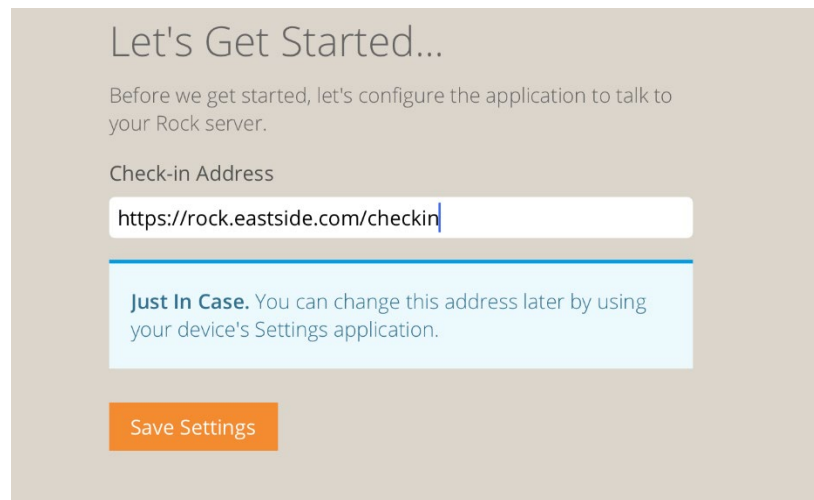 Let's Get Started...
Before we get started, let's configure the application to talk to
your Rock server.
Check-in Address
https://rock.eastside.com/checkin
Just In Case. You can change this address later by using
your device's Settings application.
Save Settings